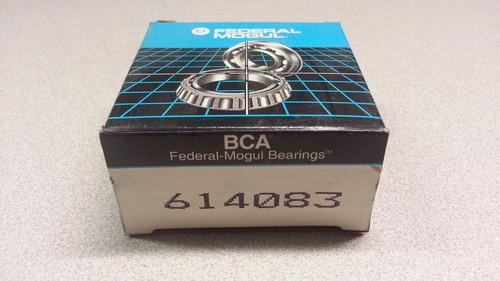 FEDERAL
MOGUL
BCA
Federal-Mogul Bearings™
614083